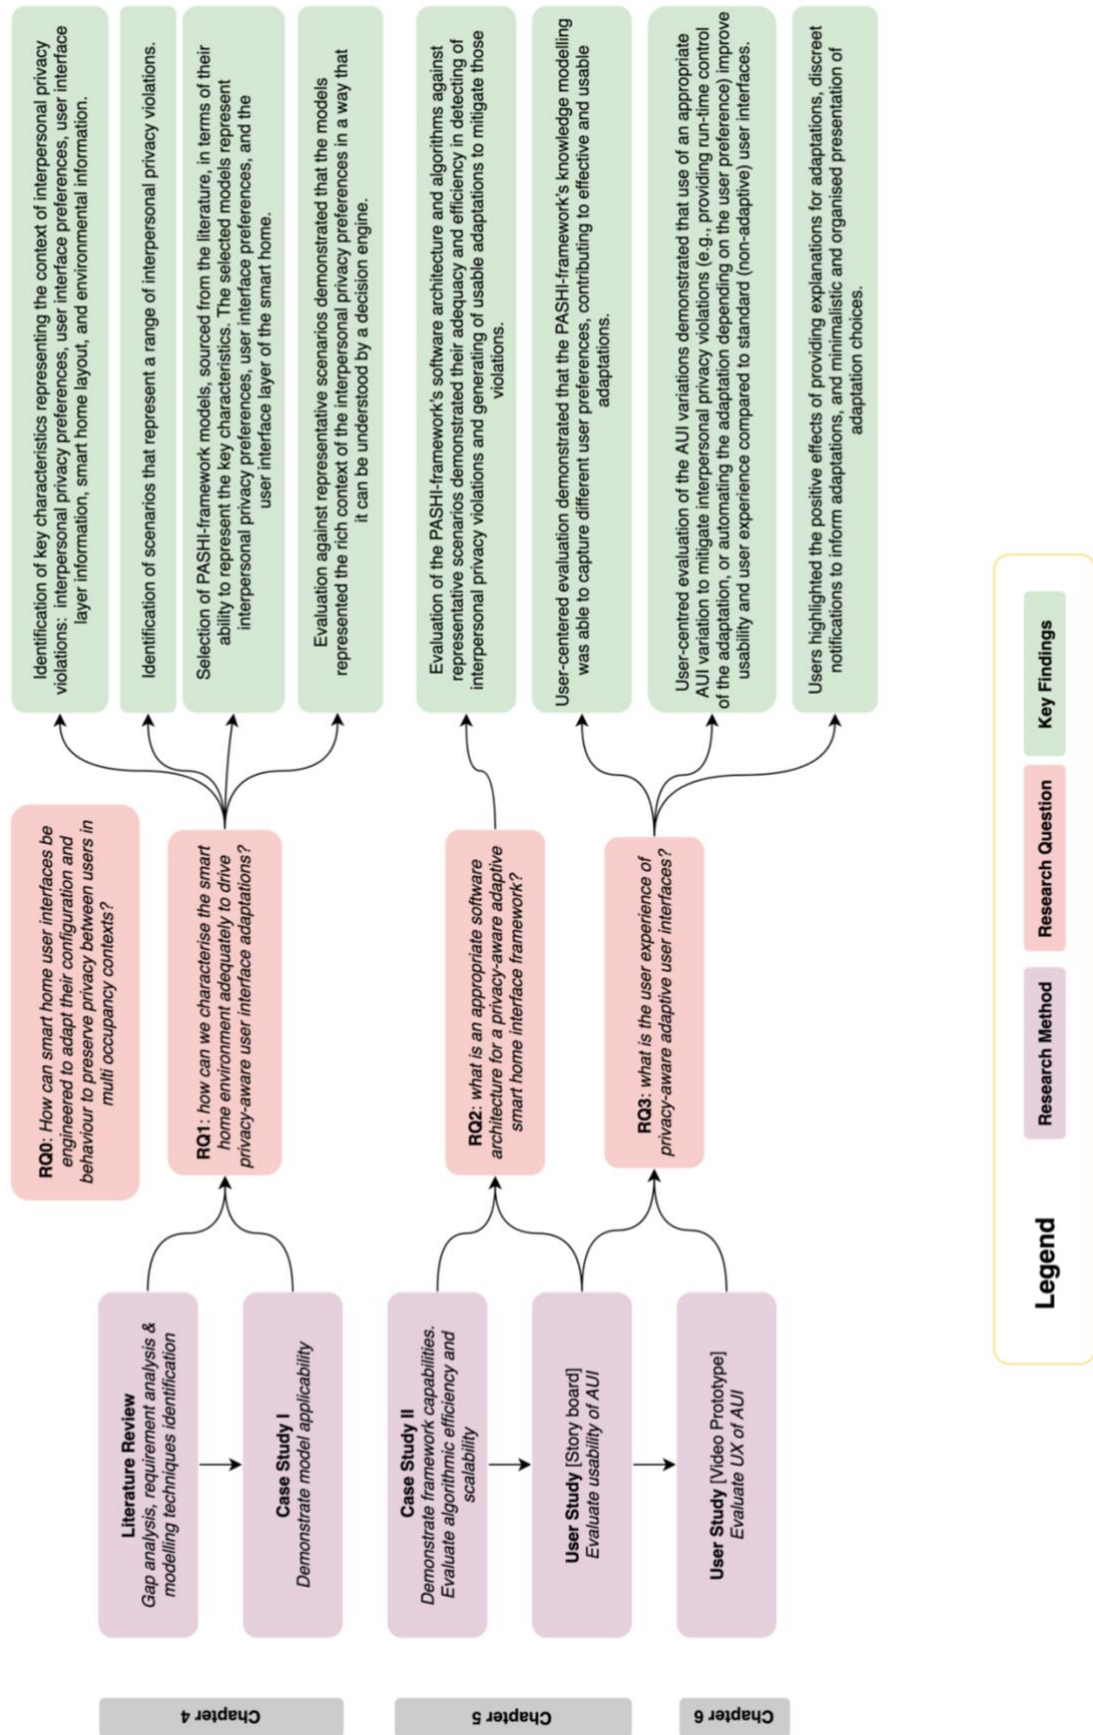 Chapter 4
Chapter 5
Chapter 6
Literature Review
Gap analysis, requirement analysis &
modelling techniques identification
Case Study I
Demonstrate model applicability
Case Study II
Demonstrate framework capabilities.
Evaluate algorithmic efficiency and
scalability
User Study [Story board]
Evaluate usability of AUI
User Study [Video Prototype]
Evaluate UX of AUI
RQ0: How can smart home user interfaces be
engineered to adapt their configuration and
behaviour to preserve privacy between users in
multi occupancy contexts?
RQ1: how can we characterise the smart
home environment adequately to drive
privacy-aware user interface adaptations?
RQ2: what is an appropriate software
architecture for a privacy-aware adaptive
smart home interface framework?
RQ3: what is the user experience of
privacy-aware adaptive user interfaces?
Identification of key characteristics representing the context of interpersonal privacy
violations: interpersonal privacy preferences, user interface preferences, user interface
layer information, smart home layout, and environmental information.
Identification of scenarios that represent a range of interpersonal privacy violations.
Selection of PASHI-framework models, sourced from the literature, in terms of their
ability to represent the key characteristics. The selected models represent
interpersonal privacy preferences, user interface preferences, and the
user interface layer of the smart home.
Evaluation against representative scenarios demonstrated that the models
represented the rich context of the interpersonal privacy preferences in a way that
it can be understood by a decision engine.
Evaluation of the PASHI-framework's software architecture and algorithms against
representative scenarios demonstrated their adequacy and efficiency in detecting of
interpersonal privacy violations and generating of usable adaptations to mitigate those
violations.
User-centered evaluation demonstrated that the PASHI-framework's knowledge modelling
was able to capture different user preferences, contributing to effective and usable
adaptations.
User-centred evaluation of the AUI variations demonstrated that use of an appropriate
AUI variation to mitigate interpersonal privacy violations (e.g., providing run-time control
of the adaptation, or automating the adaptation depending on the user preference) improve
usability and user experience compared to standard (non-adaptive) user interfaces.
Users highlighted the positive effects of providing explanations for adaptations, discreet
notifications to inform adaptations, and minimalistic and organised presentation of
adaptation choices.
Legend
Research Method
Research Question
Key Findings